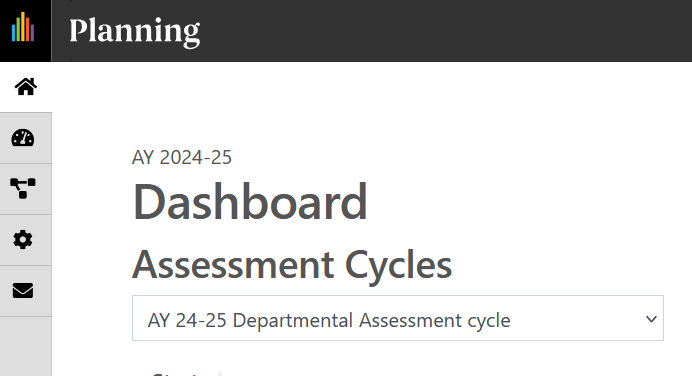 Planning
AY 2024-25
Dashboard
Assessment Cycles
AY 24-25 Departmental Assessment cycle